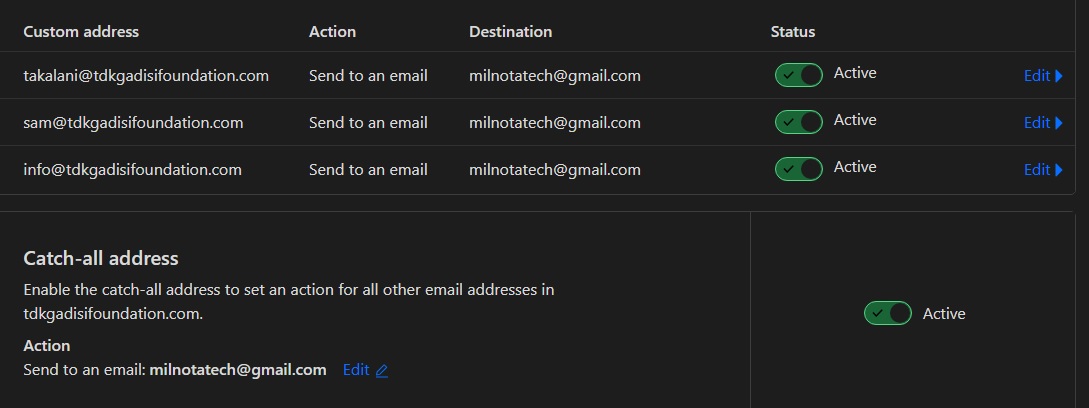 Custom address Action Destination Status
takalani@tdkgadisifoundation.com Send to an email milnotatech@gmail.com Active Edit
sam@tdkgadisifoundation.com Send to an email milnotatech@gmail.com Active Edit
info@tdkgadisifoundation.com Send to an email milnotatech@gmail.com Active Edit
Catch-all address
Enable the catch-all address to set an action for all other email addresses in
tdkgadisifoundation.com.
Active
Action
Send to an email: milnotatech@gmail.com Edit